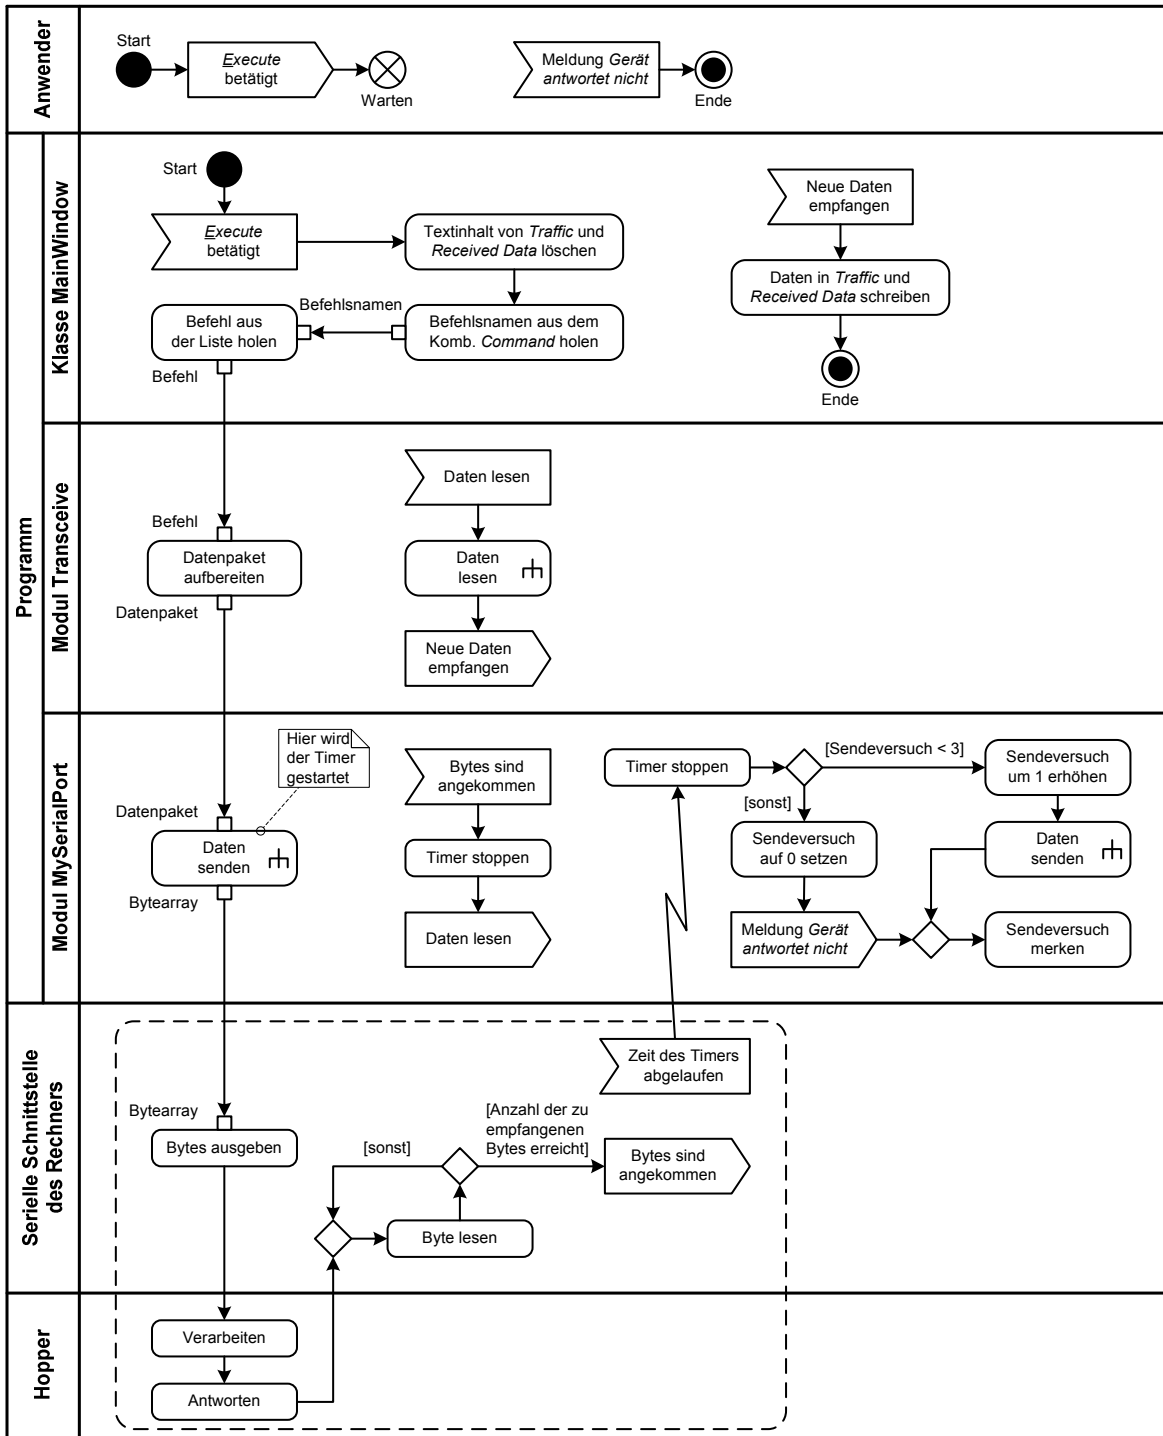 Anwender
Start
Execute
betätigt
Warten
Meldung Gerät
antwortet nicht
Ende
Programm
Klasse MainWindow
Start
Execute
betätigt
Textinhalt von Traffic und
Received Data löschen
Befehlsnamen
Befehlsnamen aus dem
Komb. Command holen
Befehl aus
der Liste holen
Befehl
Neue Daten
empfangen
Daten in Traffic und
Received Data schreiben
Ende
Modul Transceive
Befehl
Datenpaket
aufbereiten
Datenpaket
Daten lesen
Daten
lesen
Neue Daten
empfangen
Modul MySerialPort
Hier wird
der Timer
gestartet
Datenpaket
Daten
senden
Bytearray
Bytes sind
angekommen
Timer stoppen
Daten lesen
Timer stoppen
[Sendeversuch < 3]
Sendeversuch
um 1 erhöhen
[sonst]
Sendeversuch
auf 0 setzen
Daten
senden
Meldung Gerät
antwortet nicht
Sendeversuch
merken
Serielle Schnittstelle
des Rechners
Zeit des Timers
abgelaufen
Bytearray
Bytes ausgeben
[sonst]
[Anzahl der zu
empfangenen
Bytes erreicht]
Bytes sind
angekommen
Byte lesen
Hopper
Verarbeiten
Antworten